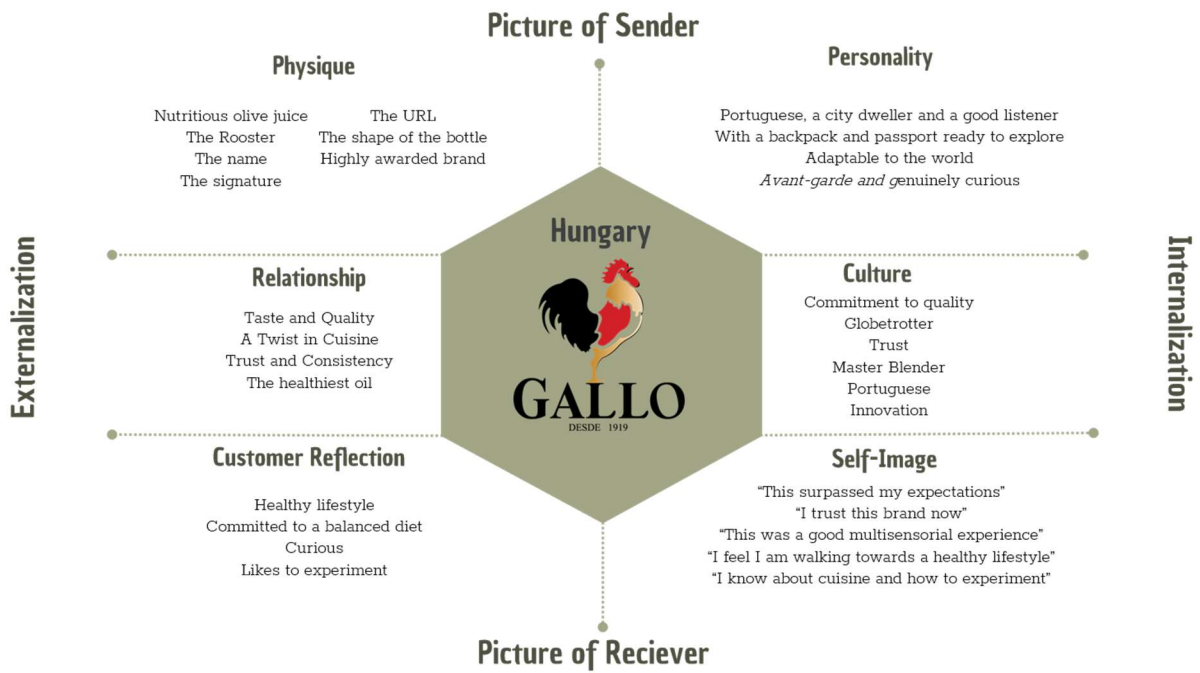 Picture of Sender
Physique
Nutritious olive juice
The Rooster
The name
The signature
The URL
The shape of the bottle
Highly awarded brand
Personality
Portuguese, a city dweller and a good listener
With a backpack and passport ready to explore
Adaptable to the world
Avant-garde and genuinely curious
Externalization
Hungary
GALLO
DESDE 1919
Internalization
Relationship
Taste and Quality
A Twist in Cuisine
Trust and Consistency
The healthiest oil
Culture
Commitment to quality
Globetrotter
Trust
Master Blender
Portuguese
Innovation
Customer Reflection
Healthy lifestyle
Committed to a balanced diet
Curious
Likes to experiment
Self-Image
“This surpassed my expectations”
“I trust this brand now”
“This was a good multisensorial experience”
“I feel I am walking towards a healthy lifestyle”
“I know about cuisine and how to experiment”
Picture of Reciever